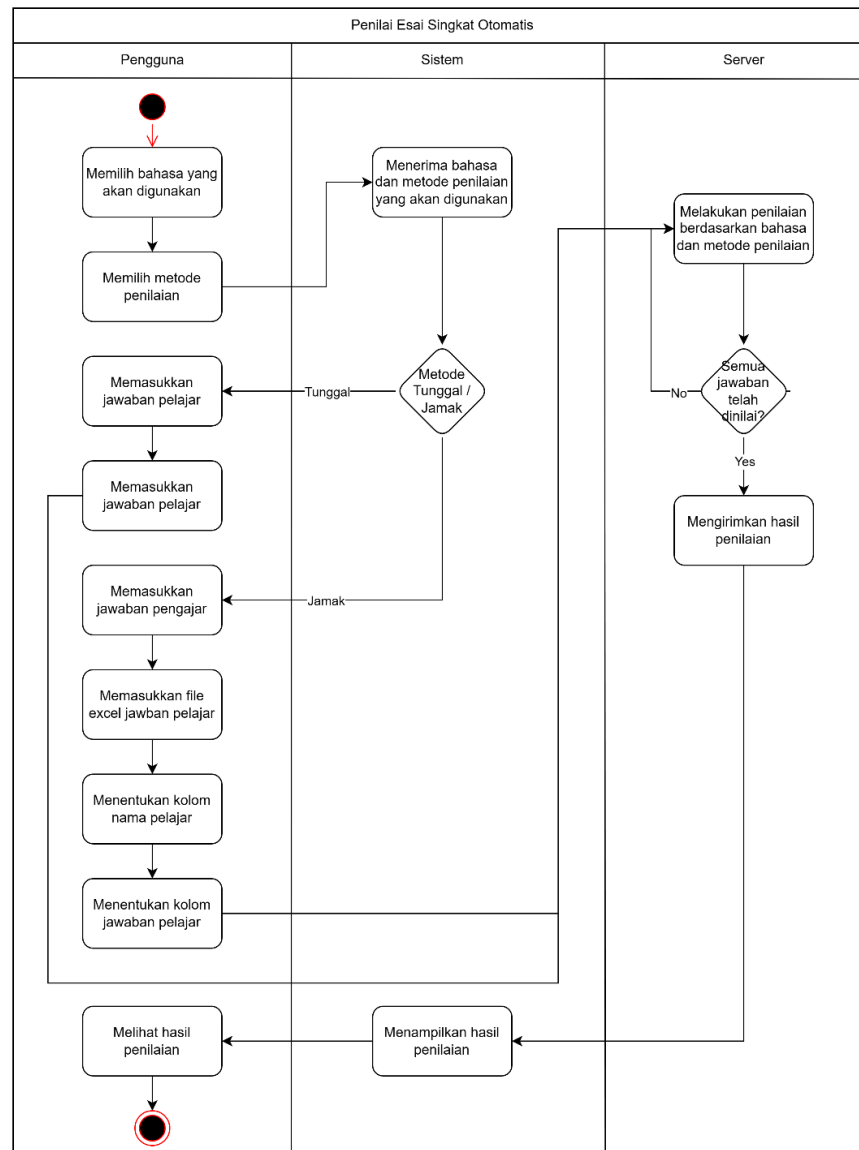 Penilai Esai Singkat Otomatis
Pengguna
Sistem
Server
Memilih bahasa yang
akan digunakan
Memilih metode
penilaian
Menerima bahasa
dan metode penilaian
yang akan digunakan
Metode
Tunggal /
Jamak
Tunggal
Memasukkan
jawaban pelajar
Memasukkan
jawaban pelajar
Jamak
Memasukkan
jawaban pengajar
Memasukkan file
excel jawban pelajar
Menentukan kolom
nama pelajar
Menentukan kolom
jawaban pelajar
Melakukan penilaian
berdasarkan bahasa
dan metode penilaian
Semua
jawaban
telah
dinilai?
No
Yes
Mengirimkan hasil
penilaian
Menampilkan hasil
penilaian
Melihat hasil
penilaian